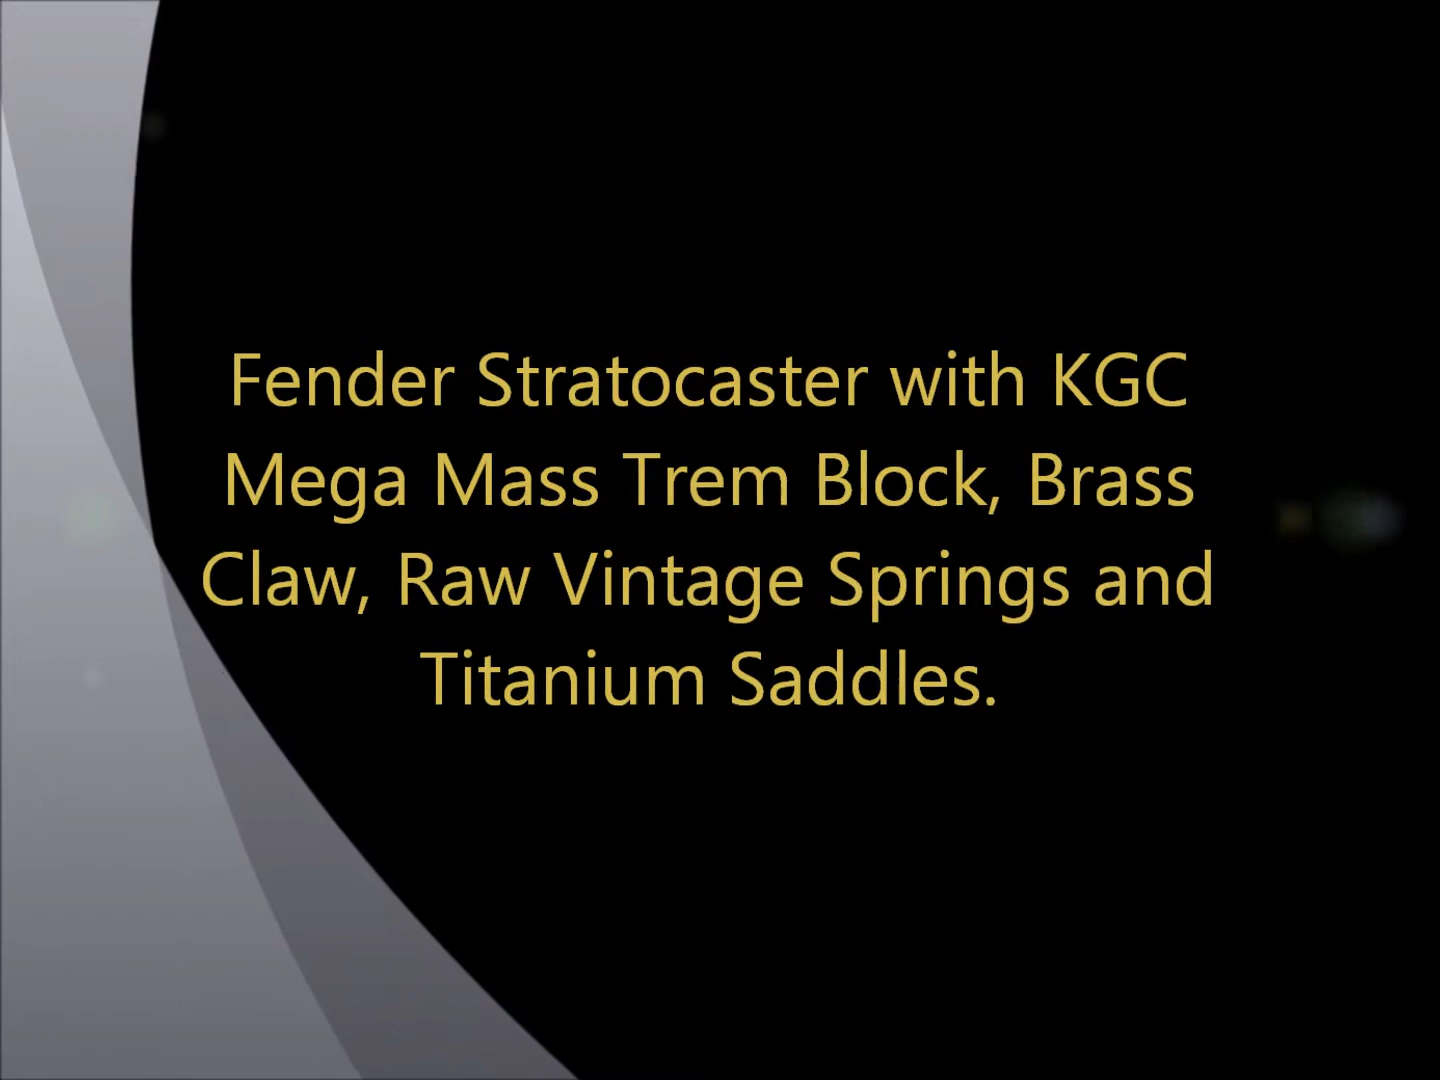 Fender Stratocaster with KGC
Mega Mass Trem Block, Brass
Claw, Raw Vintage Springs and
Titanium Saddles.